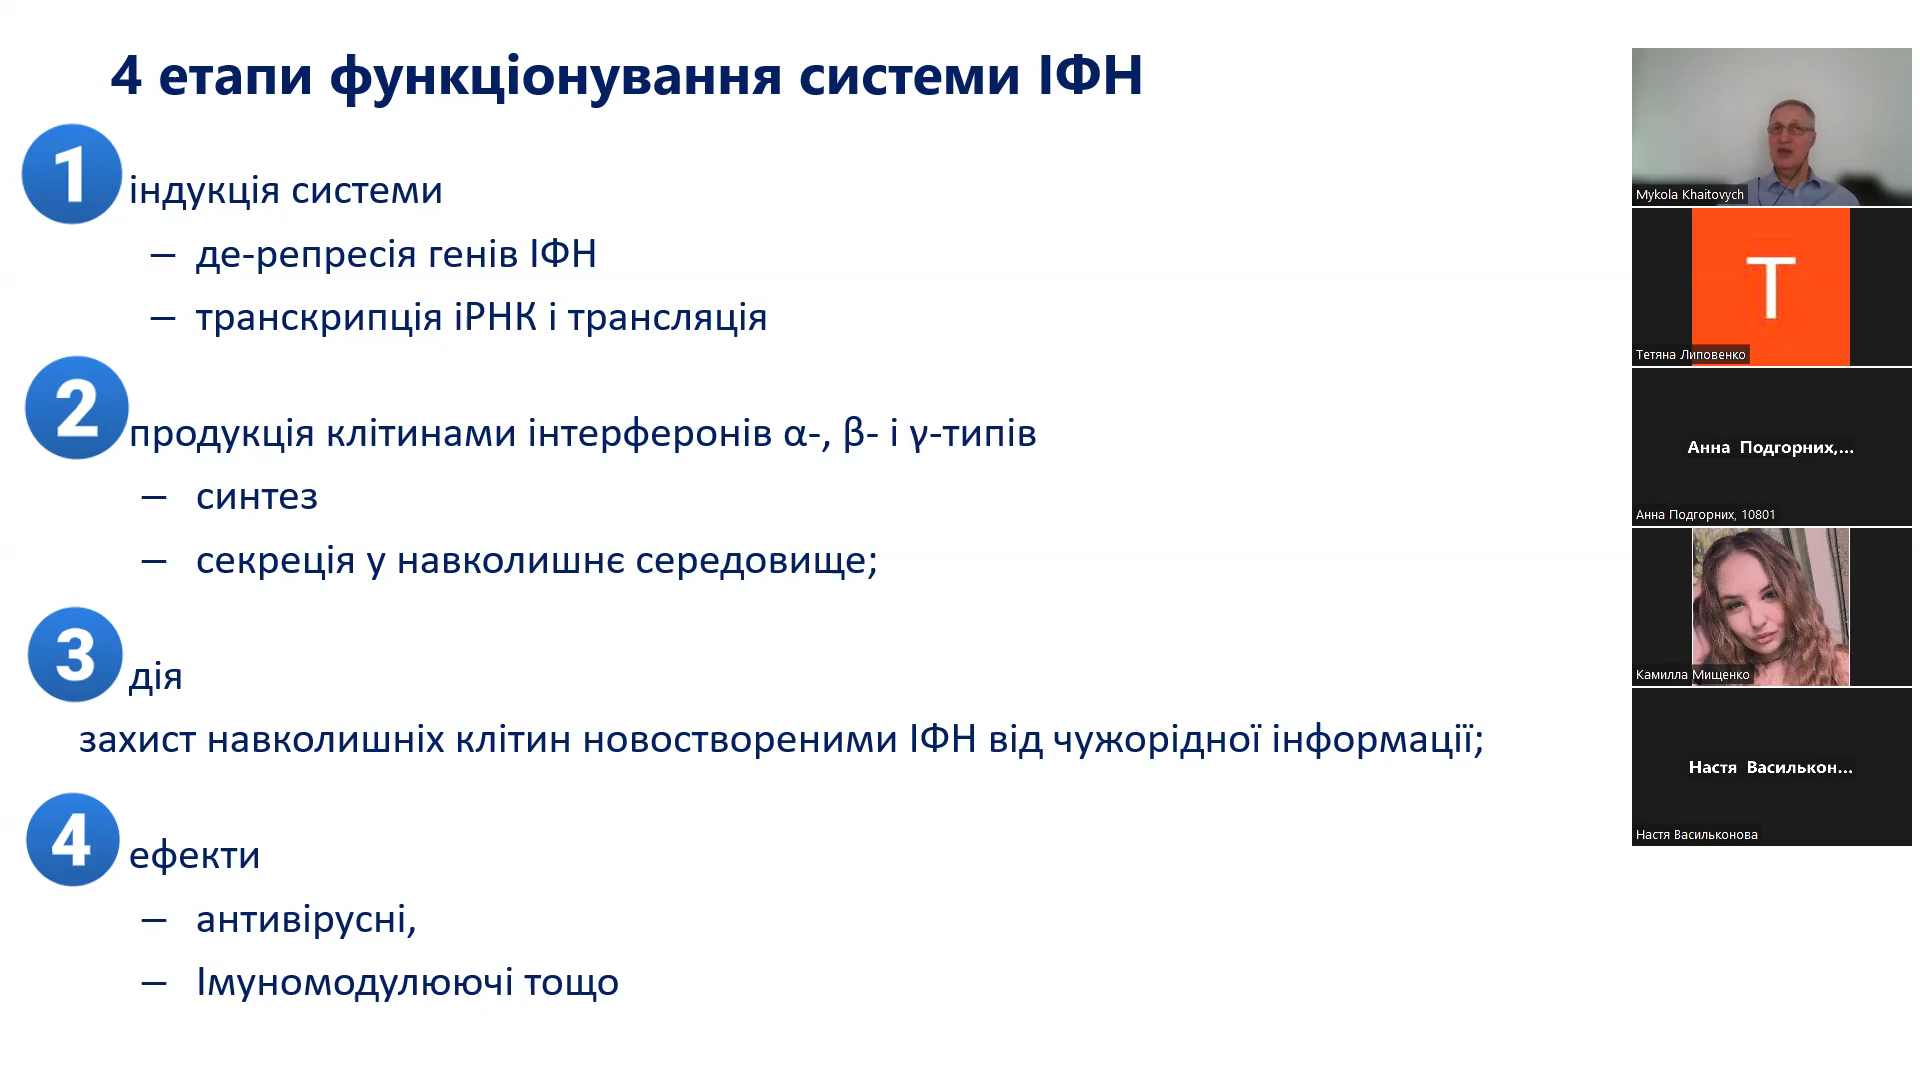 4 етапи функціонування системи ІФН
1
індукція системи
– де-репресія генів ІФН
– транскрипція іРНК і трансляція
2
продукція клітинами інтерферонів α-, β- і γ-типів
– синтез
– секреція у навколишнє середовище;
3
дія
захист навколишніх клітин новоствореними ІФН від чужорідної інформації;
4
ефекти
– антивірусні,
– Імуномодулюючі тощо
Mykola Khaitovych
T
Тетяна Липовенко
Анна Подгорних,...
Анна Подгорних, 10801
Камилла Мищенко
Настя Василькон...
Настя Васильконова